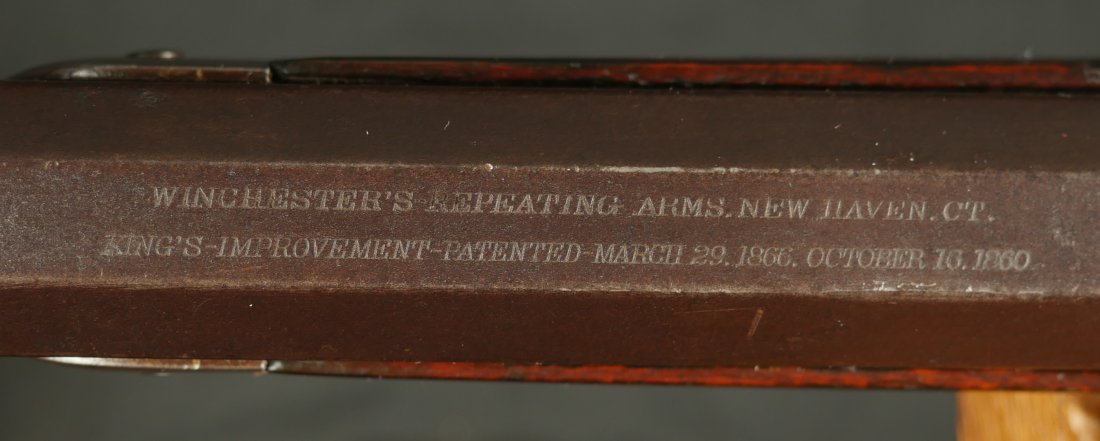 WINCHESTER'S-REPEATING ARMS. NEW HAVEN. CT.
KING'S-IMPROVEMENT-PATENTED-MARCH 29. 1866. OCTOBER 16. 1860